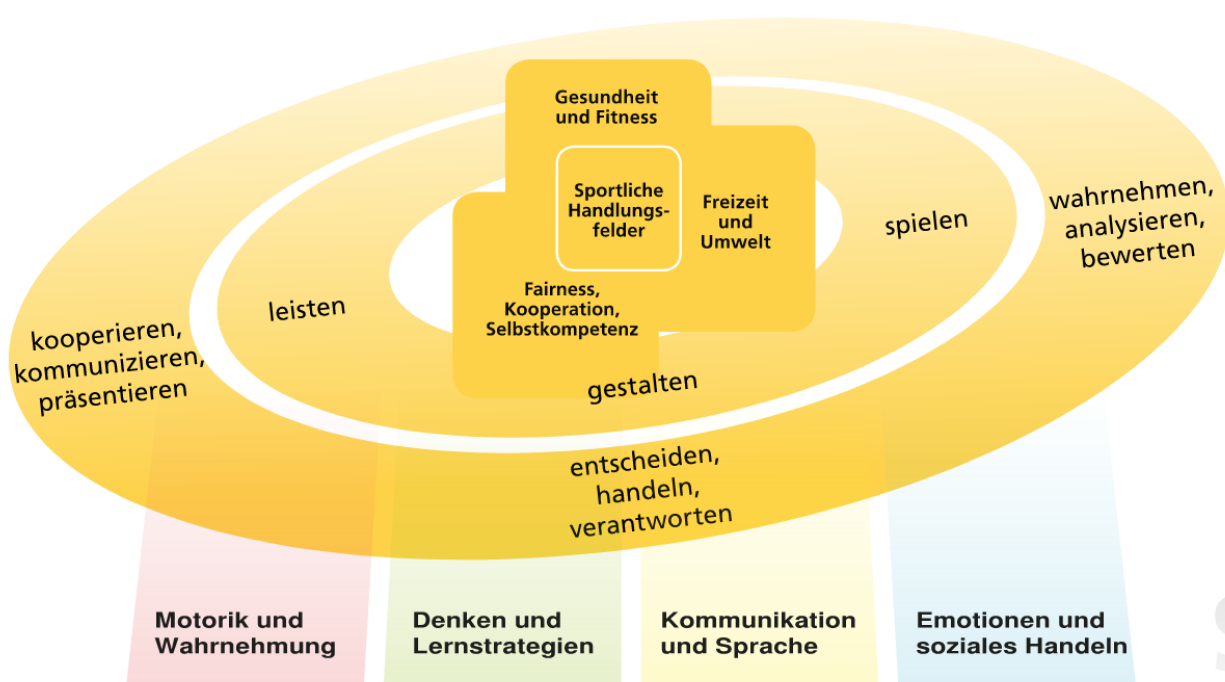 Gesundheit
und Fitness
Sportliche
Handlungs-
felder
Freizeit
und
Umwelt
Fairness,
Kooperation,
Selbstkompetenz
leisten
spielen
gestalten
kooperieren,
kommunizieren,
präsentieren
wahrnehmen,
analysieren,
bewerten
entscheiden,
handeln,
verantworten
Motorik und
Wahrnehmung
Denken und
Lernstrategien
Kommunikation
und Sprache
Emotionen und
soziales Handeln